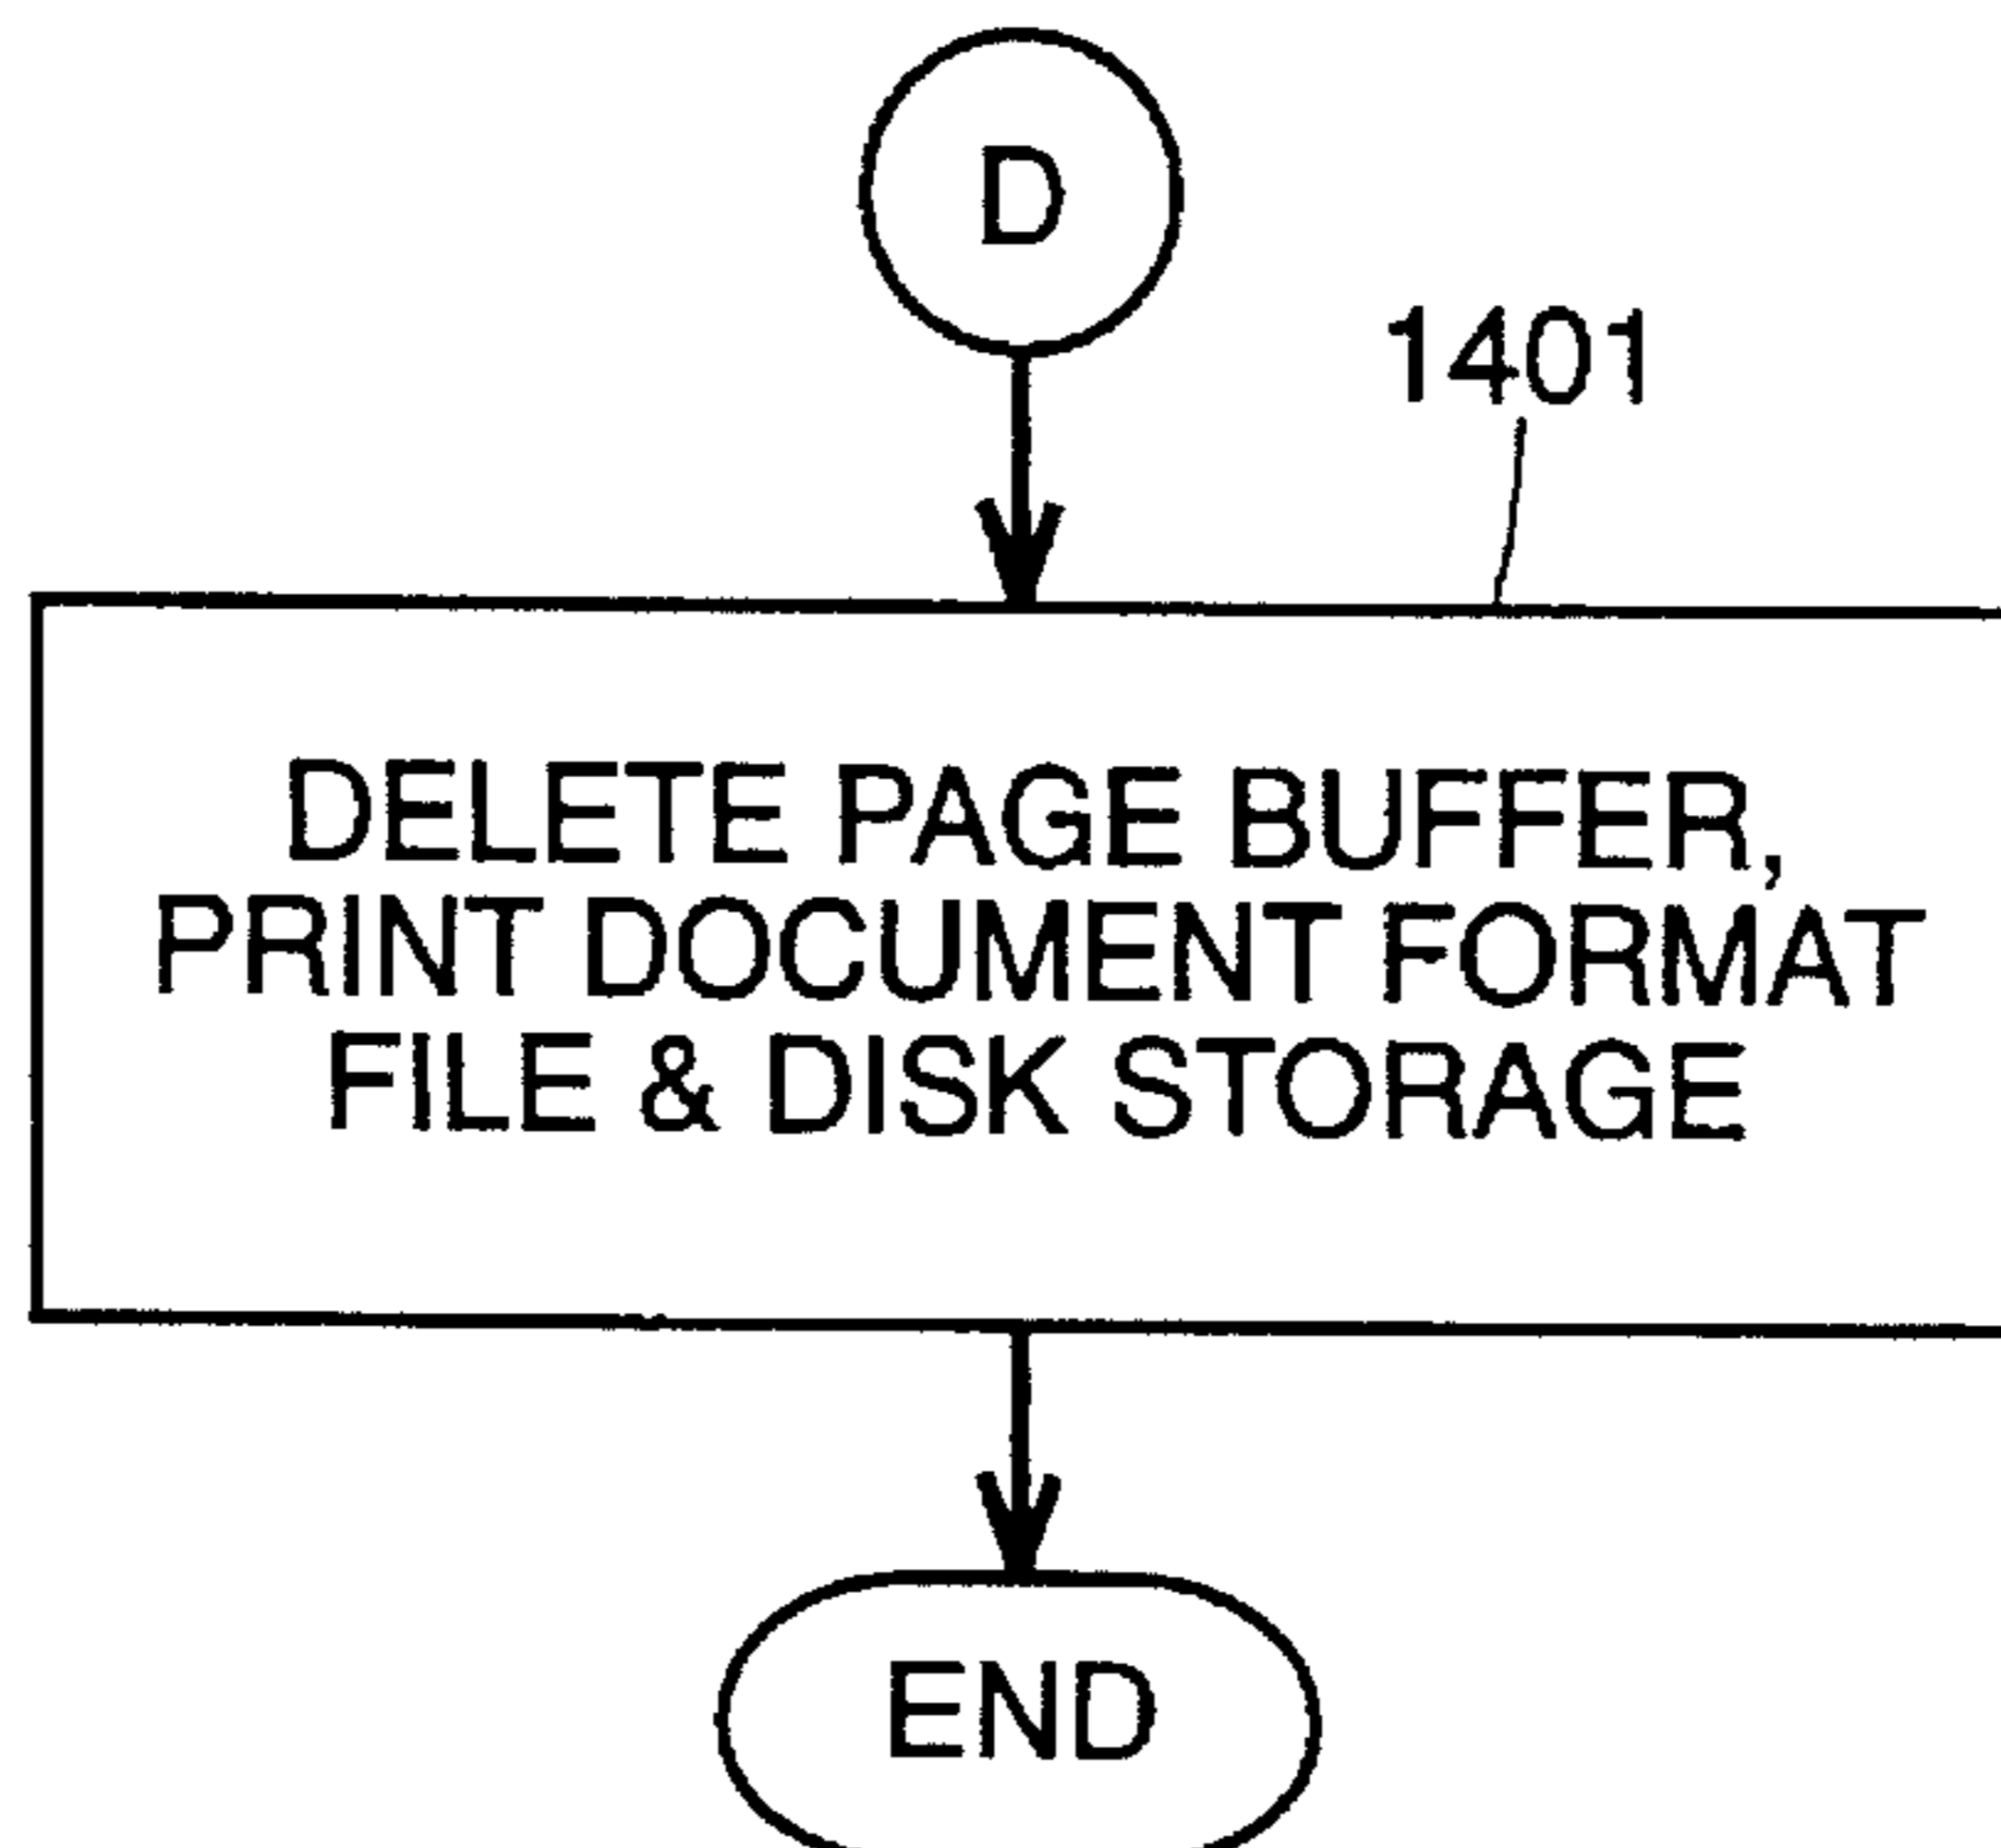 D
1401
DELETE PAGE BUFFER,
PRINT DOCUMENT FORMAT
FILE & DISK STORAGE
END